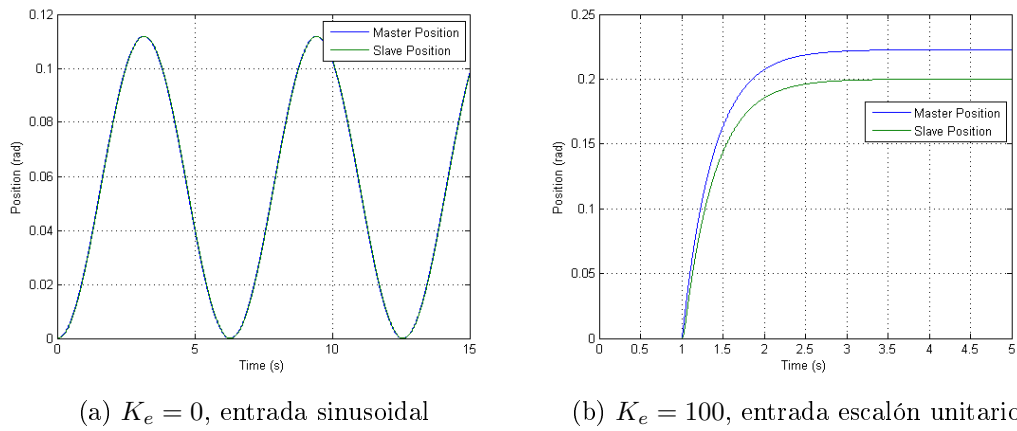 0.12
0.1
0.08
0.06
0.04
0.02
0
Position (rad)
Master Position
Slave Position
0 5 10 15
Time (s)
(a) K_e = 0, entrada sinusoidal
0.25
0.2
0.15
0.1
0.05
0
Position (rad)
Master Position
Slave Position
0 0.5 1 1.5 2 2.5 3 3.5 4 4.5 5
Time (s)
(b) K_e = 100, entrada escalón unitario